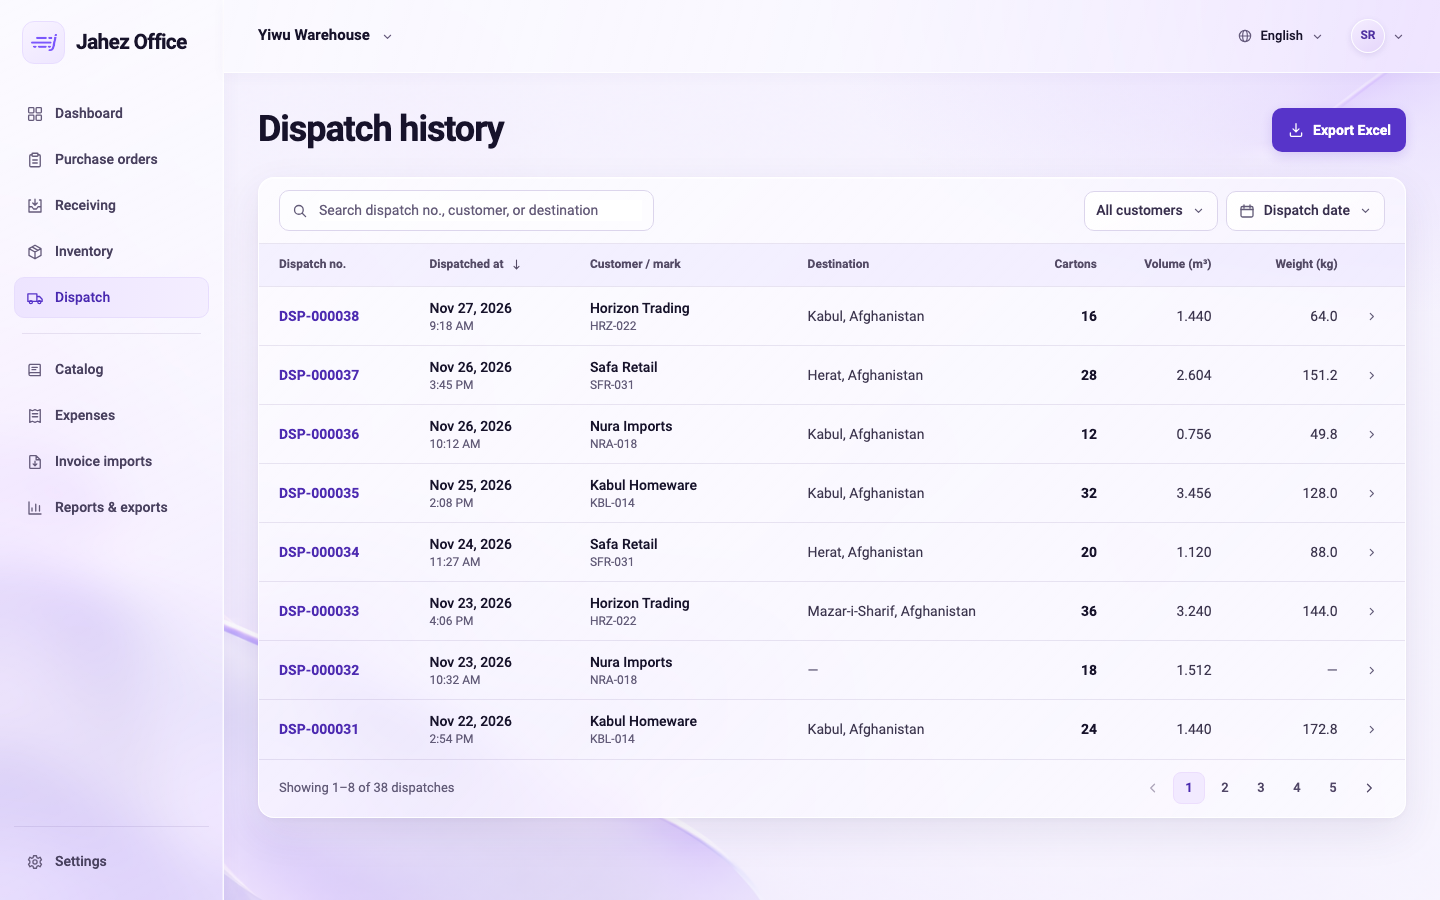 Jahez Office
Yiwu Warehouse
English
SR
Dashboard
Purchase orders
Receiving
Inventory
Dispatch
Catalog
Expenses
Invoice imports
Reports & exports
Settings
Dispatch history
Export Excel
Search dispatch no., customer, or destination
All customers
Dispatch date
Dispatch no. Dispatched at ↓ Customer / mark Destination Cartons Volume (m³) Weight (kg)
DSP-000038 Nov 27, 2026 Horizon Trading Kabul, Afghanistan 16 1.440 64.0
9:18 AM HRZ-022
DSP-000037 Nov 26, 2026 Safa Retail Herat, Afghanistan 28 2.604 151.2
3:45 PM SFR-031
DSP-000036 Nov 26, 2026 Nura Imports Kabul, Afghanistan 12 0.756 49.8
10:12 AM NRA-018
DSP-000035 Nov 25, 2026 Kabul Homeware Kabul, Afghanistan 32 3.456 128.0
2:08 PM KBL-014
DSP-000034 Nov 24, 2026 Safa Retail Herat, Afghanistan 20 1.120 88.0
11:27 AM SFR-031
DSP-000033 Nov 23, 2026 Horizon Trading Mazar-i-Sharif, Afghanistan 36 3.240 144.0
4:06 PM HRZ-022
DSP-000032 Nov 23, 2026 Nura Imports — 18 1.512 —
10:32 AM NRA-018
DSP-000031 Nov 22, 2026 Kabul Homeware Kabul, Afghanistan 24 1.440 172.8
2:54 PM KBL-014
Showing 1–8 of 38 dispatches
1 2 3 4 5